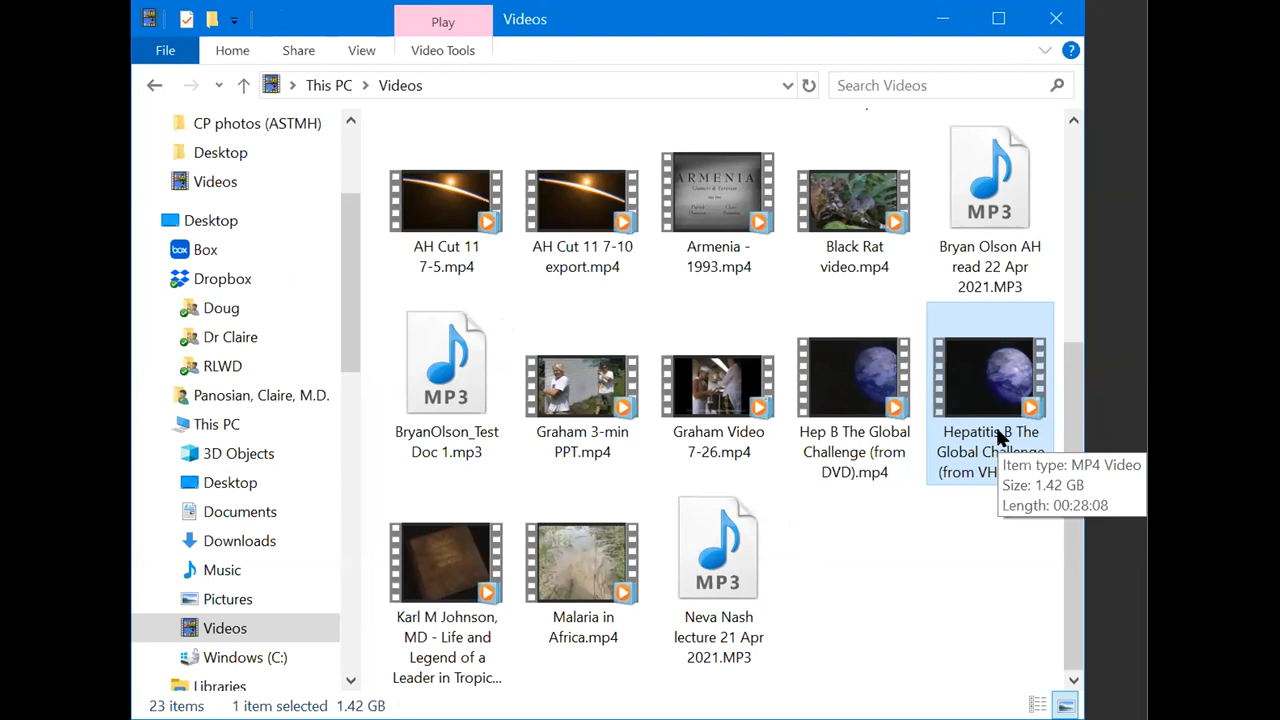 Play
Videos
File
Home
Share
View
Video Tools
?
This PC
Videos
Search Videos
CP photos (ASTMH)
Desktop
Videos
Desktop
box
Box
Dropbox
Doug
Dr Claire
RLWD
Panosian, Claire, M.D.
This PC
3D Objects
Desktop
Documents
Downloads
Music
Pictures
Videos
Windows (C:)
Libraries
ARMENIA
MP3
AH Cut 11
7-5.mp4
AH Cut 11 7-10
export.mp4
Armenia -
1993.mp4
Black Rat
video.mp4
Bryan Olson AH
read 22 Apr
2021.MP3
MP3
BryanOlson_Test
Doc 1.mp3
Graham 3-min
PPT.mp4
Graham Video
7-26.mp4
Hep B The Global
Challenge (from
DVD).mp4
Hepatitis B The
Global Challenge
(from VH
Item type: MP4 Video
Size: 1.42 GB
Length: 00:28:08
MP3
Karl M Johnson,
MD - Life and
Legend of a
Leader in Tropic...
Malaria in
Africa.mp4
Neva Nash
lecture 21 Apr
2021.MP3
23 items
1 item selected 1.42 GB